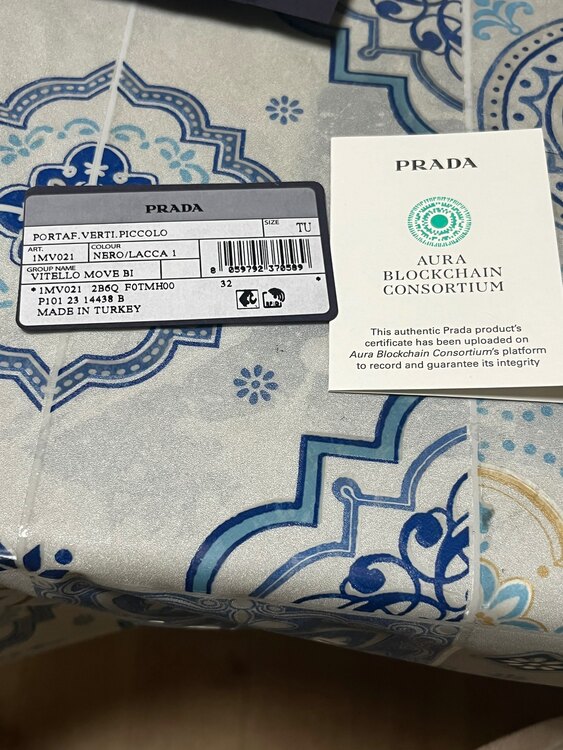 PRADA
PORTAF.VERTI.PICCOLO
SIZE TU
ART. COLOUR
1MV021 NERO/LACCA 1
GROUP NAME
VITELLO MOVE BI
8 059792 370589
*1MV021 2B6Q F0TMH00 32 *
P101 23 14438 B
MADE IN TURKEY
PRADA
AURA
BLOCKCHAIN
CONSORTIUM
This authentic Prada product's
certificate has been uploaded on
Aura Blockchain Consortium's platform
to record and guarantee its integrity